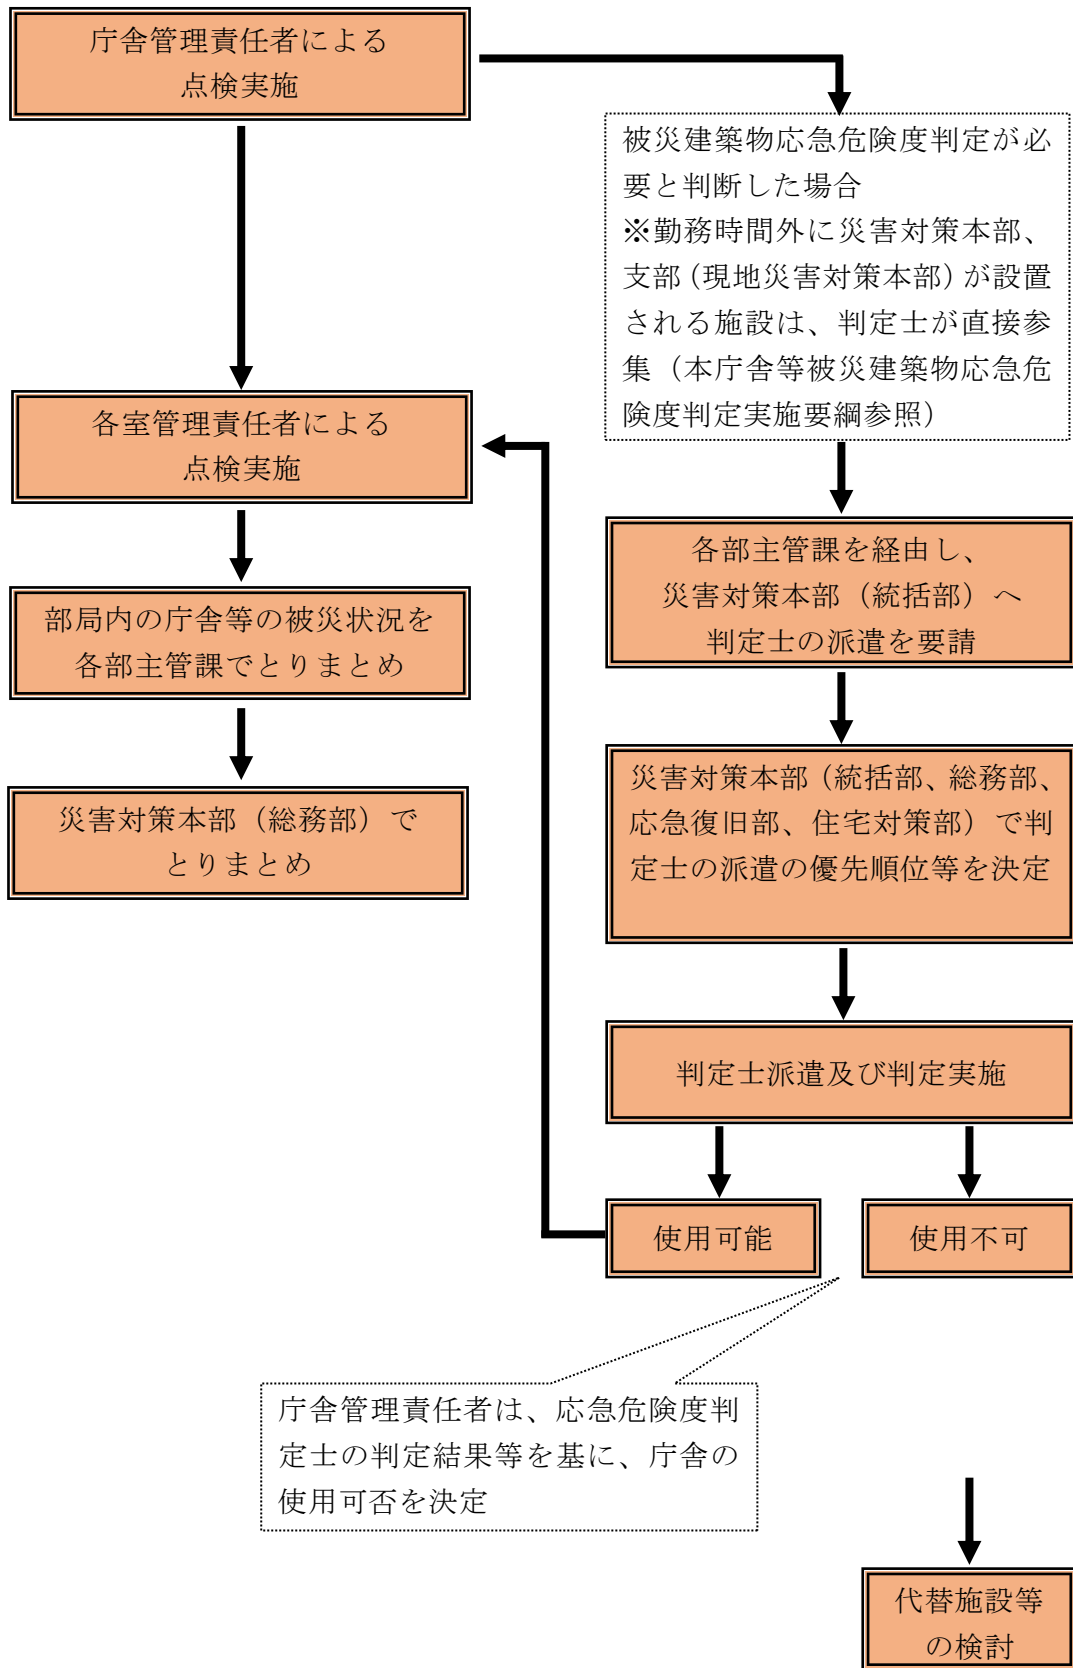 庁舎管理責任者による
点検実施
被災建築物応急危険度判定が必
要と判断した場合
※勤務時間外に災害対策本部、
支部（現地災害対策本部）が設置
される施設は、判定士が直接参
集（本庁舎等被災建築物応急危
険度判定実施要綱参照）
各室管理責任者による
点検実施
部局内の庁舎等の被災状況を
各部主管課でとりまとめ
災害対策本部（総務部）で
とりまとめ
各部主管課を経由し、
災害対策本部（統括部）へ
判定士の派遣を要請
災害対策本部（統括部、総務部、
応急復旧部、住宅対策部）で判
定士の派遣の優先順位等を決定
判定士派遣及び判定実施
使用可能
使用不可
庁舎管理責任者は、応急危険度判
定士の判定結果等を基に、庁舎の
使用可否を決定
代替施設等
の検討